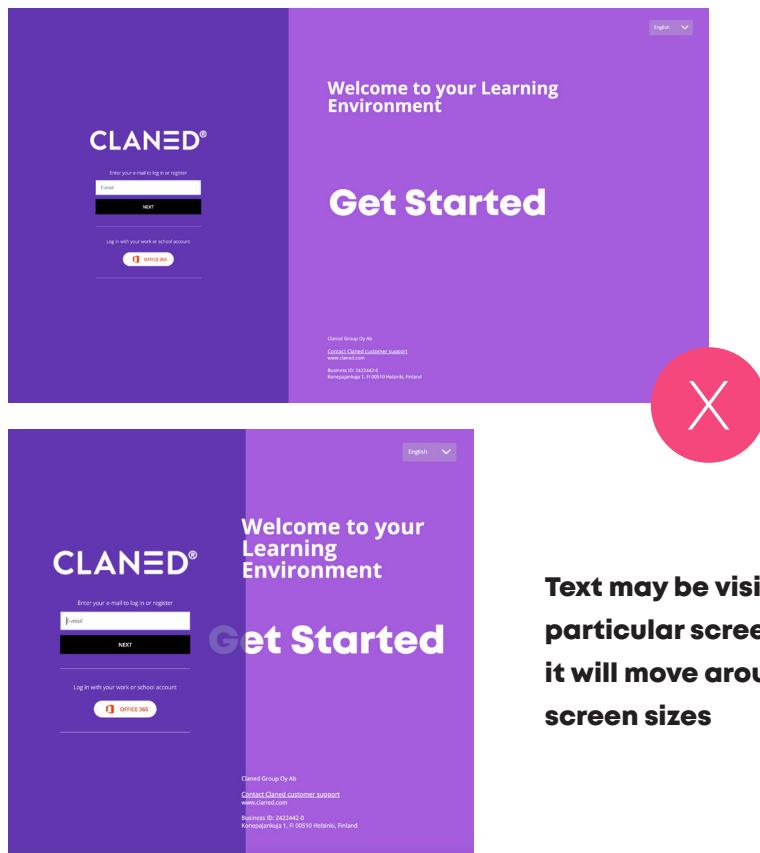 English
Welcome to your Learning
Environment
CLANED®
Enter your e-mail to log in or register
E-mail
NEXT
Get Started
Log in with your work or school account
OFFICE 365
Claned Group Oy Ab
Contact Claned customer support
www.claned.com
Business ID: 2422442-0
Konepajankuja 1, FI 00510 Helsinki, Finland
X
English
Welcome to your
Learning
Environment
CLANED®
Enter your e-mail to log in or register
E-mail
NEXT
Get Started
Log in with your work or school account
OFFICE 365
Claned Group Oy Ab
Contact Claned customer support
www.claned.com
Business ID: 2422442-0
Konepajankuja 1, FI 00510 Helsinki, Finland
Text may be visi
particular scree
it will move arou
screen sizes